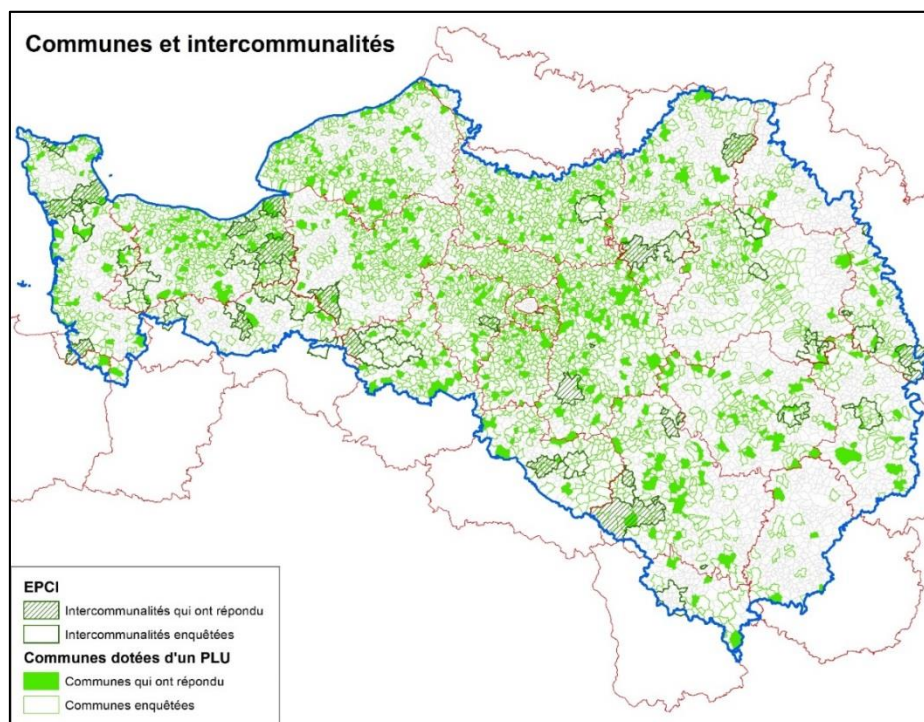 Communes et intercommunalités
EPCI
Intercommunalités qui ont répondu
Intercommunalités enquêtées
Communes dotées d'un PLU
Communes qui ont répondu
Communes enquêtées